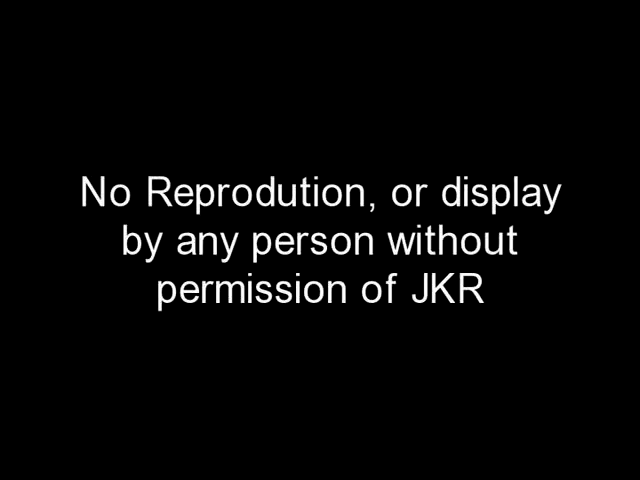 No Reprodution, or display
by any person without
permission of JKR